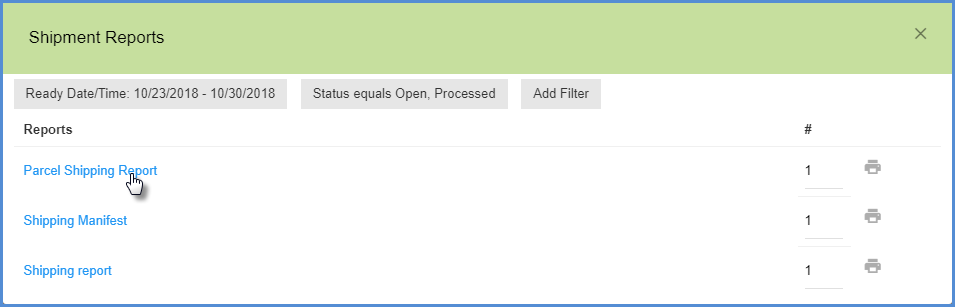 Shipment Reports
Ready Date/Time: 10/23/2018 - 10/30/2018 Status equals Open, Processed Add Filter
Reports #
Parcel Shipping Report 1
Shipping Manifest 1
Shipping report 1